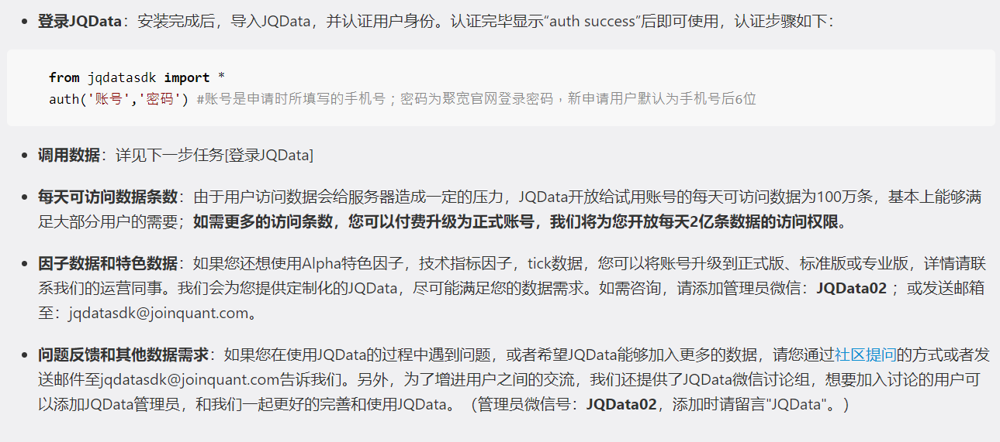 • 登录JQData：安装完成后，导入JQData，并认证用户身份。认证完毕显示“auth success”后即可使用，认证步骤如下：
from jqdatasdk import *
auth('账号','密码') #账号是申请时所填写的手机号；密码为聚宽官网登录密码，新申请用户默认为手机号后6位
• 调用数据：详见下一步任务[登录JQData]
• 每天可访问数据条数：由于用户访问数据会给服务器造成一定的压力，JQData开放给试用账号的每天可访问数据为100万条，基本上能够满
足大部分用户的需要；如需更多的访问条数，您可以付费升级为正式账号，我们将为您开放每天2亿条数据的访问权限。
• 因子数据和特色数据：如果您还想使用Alpha特色因子，技术指标因子，tick数据，您可以将账号升级到正式版、标准版或专业版，详情请联
系我们的运营同事。我们会为您提供定制化的JQData，尽可能满足您的数据需求。如需咨询，请添加管理员微信：JQData02 ；或发送邮箱
至：jqdatasdk@joinquant.com。
• 问题反馈和其他数据需求：如果您在使用JQData的过程中遇到问题，或者希望JQData能够加入更多的数据，请您通过社区提问的方式或者发
送邮件至jqdatasdk@joinquant.com告诉我们。另外，为了增进用户之间的交流，我们还提供了JQData微信讨论组，想要加入讨论的用户可
以添加JQData管理员，和我们一起更好的完善和使用JQData。（管理员微信号：JQData02，添加时请留言"JQData"。）